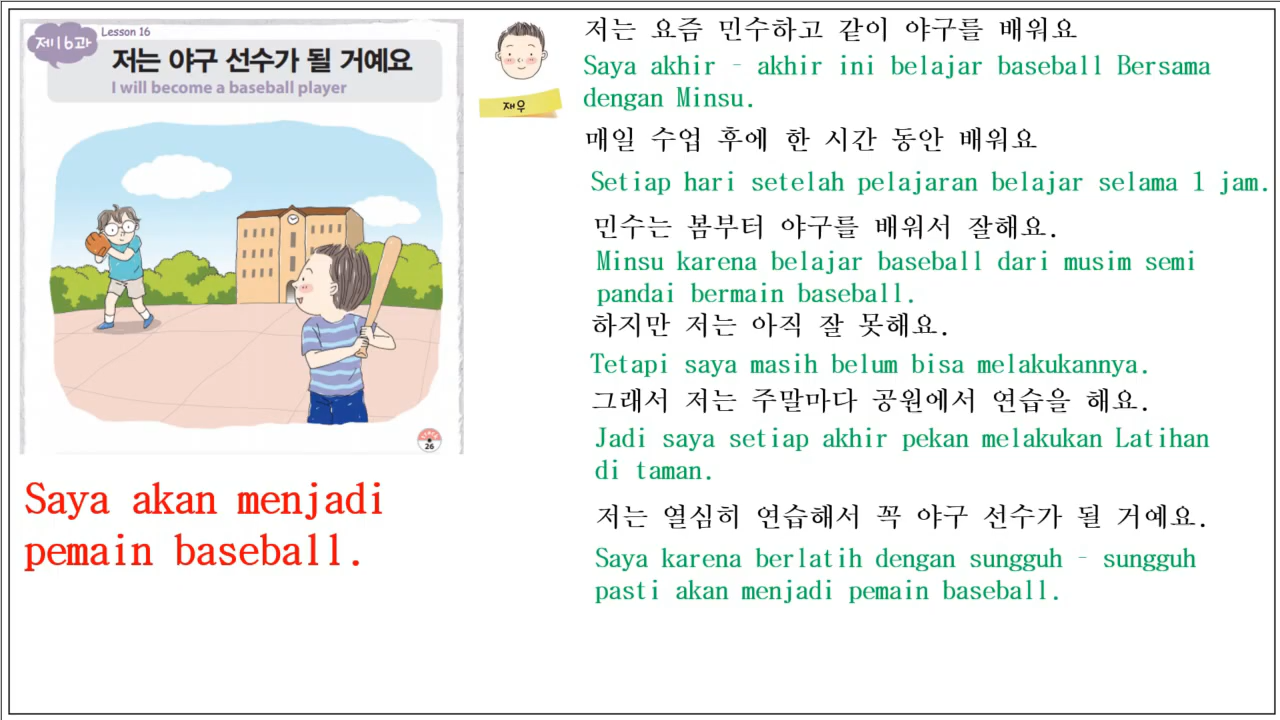 제16과
Lesson 16
저는 야구 선수가 될 거예요
I will become a baseball player
26
Saya akan menjadi
pemain baseball.
재우
저는 요즘 민수하고 같이 야구를 배워요
Saya akhir – akhir ini belajar baseball Bersama
dengan Minsu.
매일 수업 후에 한 시간 동안 배워요
Setiap hari setelah pelajaran belajar selama 1 jam.
민수는 봄부터 야구를 배워서 잘해요.
Minsu karena belajar baseball dari musim semi
pandai bermain baseball.
하지만 저는 아직 잘 못해요.
Tetapi saya masih belum bisa melakukannya.
그래서 저는 주말마다 공원에서 연습을 해요.
Jadi saya setiap akhir pekan melakukan Latihan
di taman.
저는 열심히 연습해서 꼭 야구 선수가 될 거예요.
Saya karena berlatih dengan sungguh – sungguh
pasti akan menjadi pemain baseball.